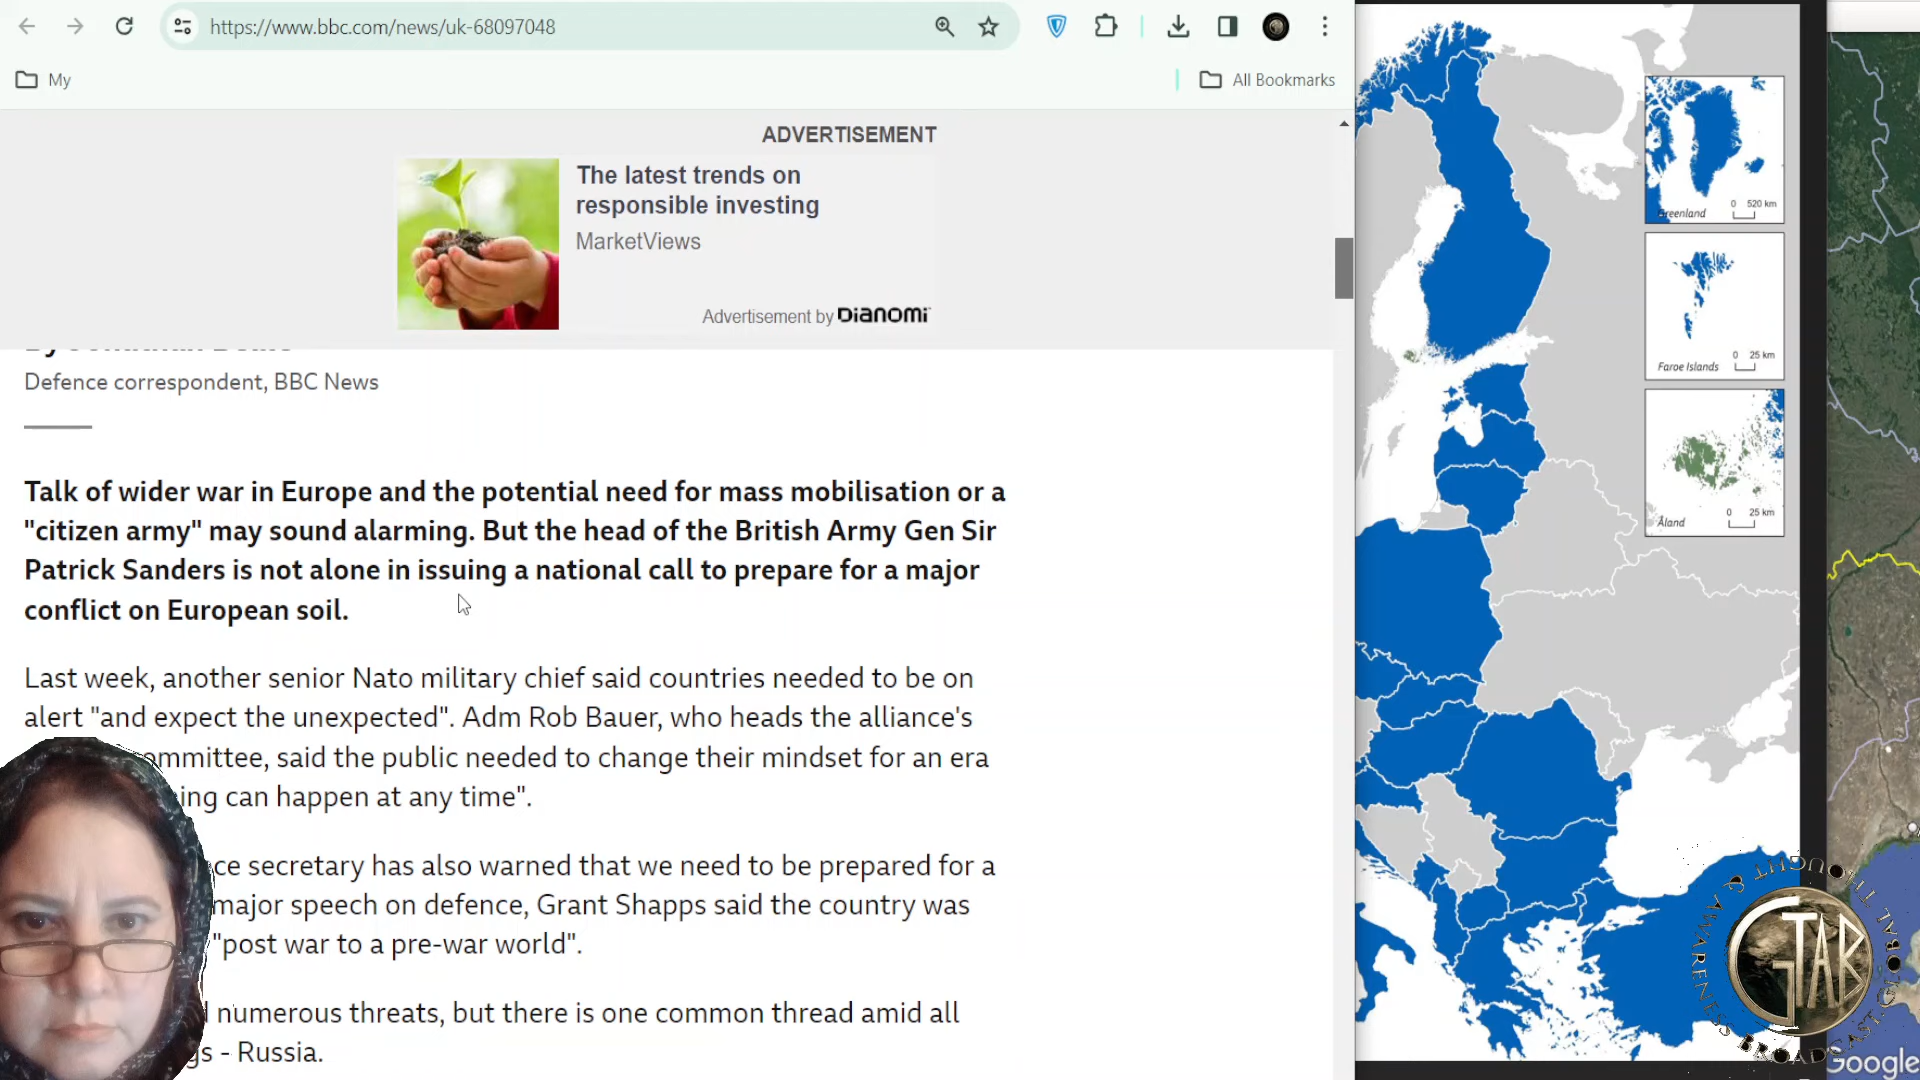 https://www.bbc.com/news/uk-68097048
My
All Bookmarks
ADVERTISEMENT
The latest trends on
responsible investing
MarketViews
Advertisement by DIANOMI
Defence correspondent, BBC News
Talk of wider war in Europe and the potential need for mass mobilisation or a
"citizen army" may sound alarming. But the head of the British Army Gen Sir
Patrick Sanders is not alone in issuing a national call to prepare for a major
conflict on European soil.
Last week, another senior Nato military chief said countries needed to be on
alert "and expect the unexpected". Adm Rob Bauer, who heads the alliance's
ommittee, said the public needed to change their mindset for an era
ing can happen at any time".
ce secretary has also warned that we need to be prepared for a
major speech on defence, Grant Shapps said the country was
"post war to a pre-war world".
numerous threats, but there is one common thread amid all
gs - Russia.
Greenland
0 520 km
Faroe Islands
0 25 km
Åland
0 25 km
GTAB
GLOBAL THOUGHT & AWARENESS BROADCAST.
Google